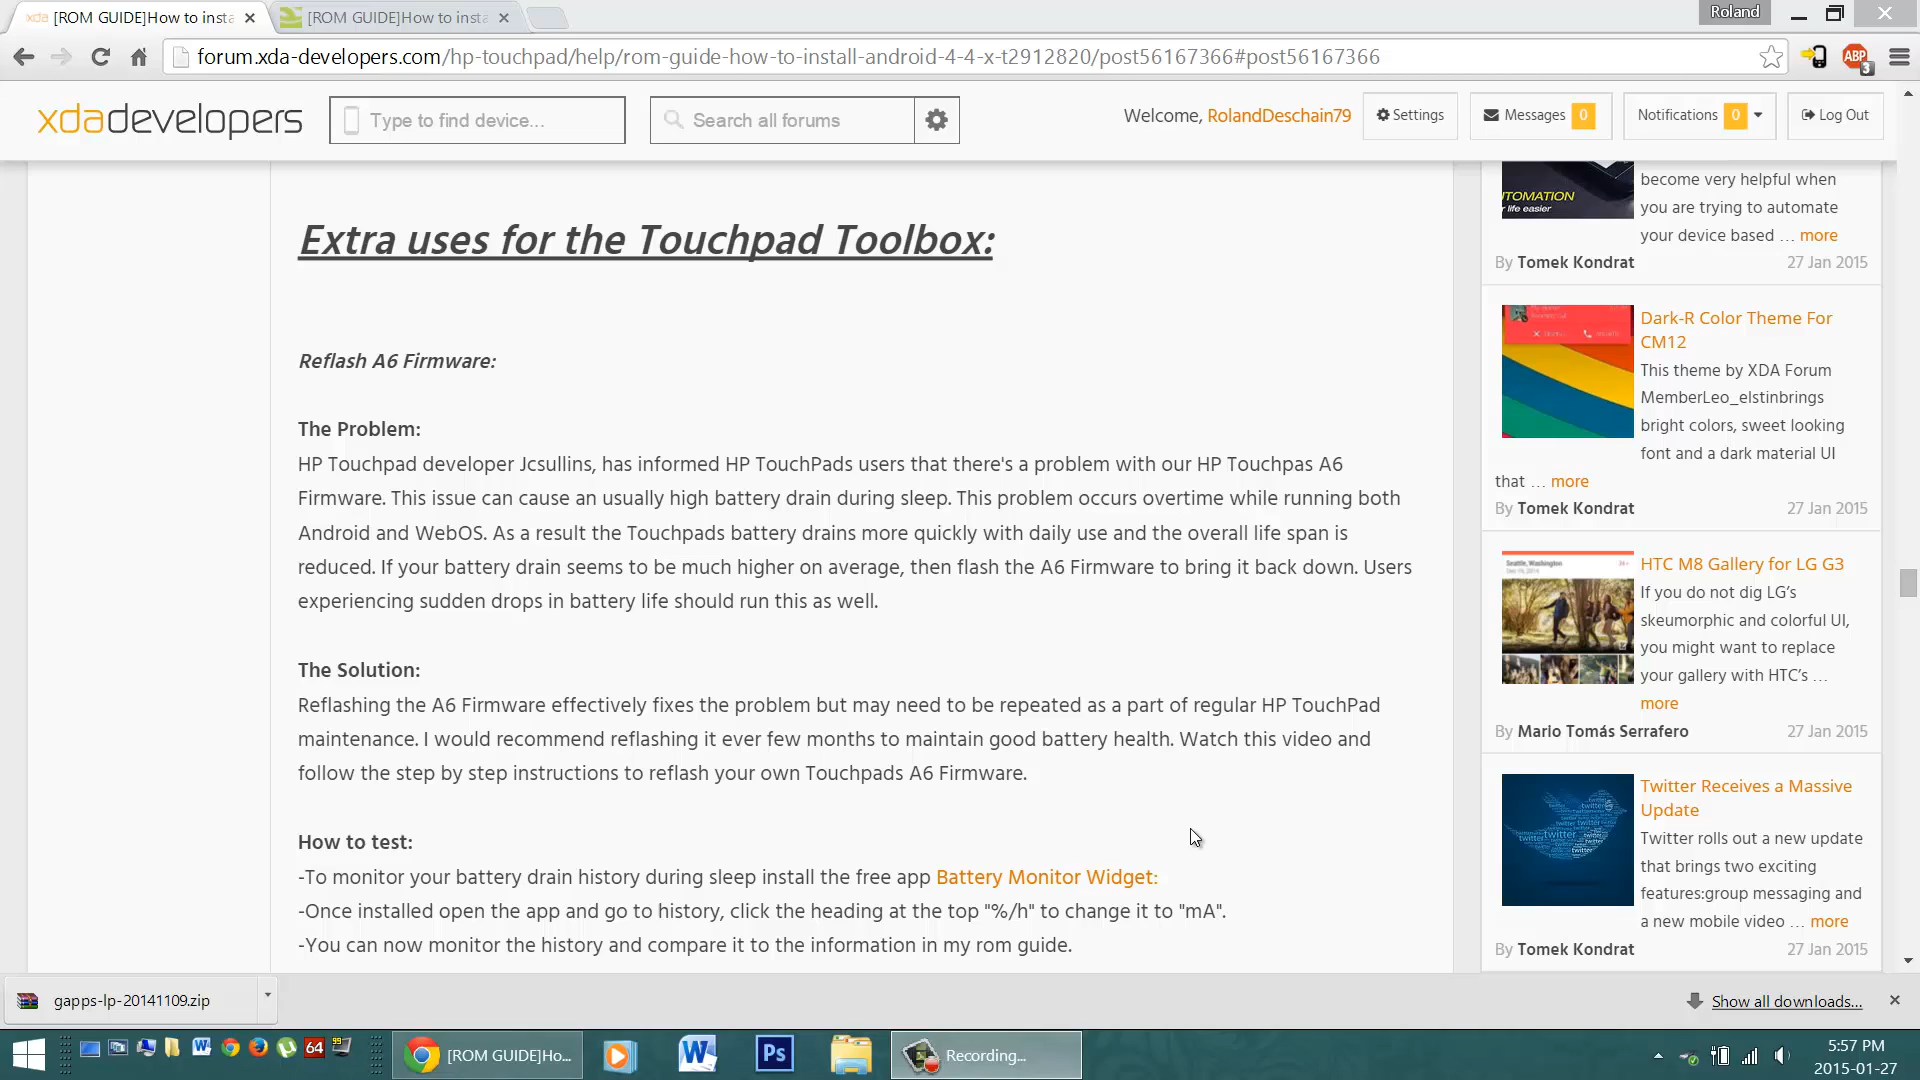 xda [ROM GUIDE]How to insta
[ROM GUIDE]How to insta
Roland
forum.xda-developers.com/hp-touchpad/help/rom-guide-how-to-install-android-4-4-x-t2912820/post56167366#post56167366
ABP
3
xdadevelopers
Type to find device...
Search all forums
Welcome, RolandDeschain79
Settings
Messages 0
Notifications 0
Log Out
Extra uses for the Touchpad Toolbox:
Reflash A6 Firmware:
The Problem:
HP Touchpad developer Jcsullins, has informed HP TouchPads users that there's a problem with our HP Touchpas A6
Firmware. This issue can cause an usually high battery drain during sleep. This problem occurs overtime while running both
Android and WebOS. As a result the Touchpads battery drains more quickly with daily use and the overall life span is
reduced. If your battery drain seems to be much higher on average, then flash the A6 Firmware to bring it back down. Users
experiencing sudden drops in battery life should run this as well.
The Solution:
Reflashing the A6 Firmware effectively fixes the problem but may need to be repeated as a part of regular HP TouchPad
maintenance. I would recommend reflashing it ever few months to maintain good battery health. Watch this video and
follow the step by step instructions to reflash your own Touchpads A6 Firmware.
How to test:
-To monitor your battery drain history during sleep install the free app Battery Monitor Widget:
-Once installed open the app and go to history, click the heading at the top "%/h" to change it to "mA".
-You can now monitor the history and compare it to the information in my rom guide.
TOMATION
r life easier
become very helpful when
you are trying to automate
your device based … more
By Tomek Kondrat 27 Jan 2015
Dark-R Color Theme For
CM12
This theme by XDA Forum
MemberLeo_elstinbrings
bright colors, sweet looking
font and a dark material UI
that … more
By Tomek Kondrat 27 Jan 2015
Seattle, Washington
HTC M8 Gallery for LG G3
If you do not dig LG's
skeumorphic and colorful UI,
you might want to replace
your gallery with HTC's …
more
By Mario Tomás Serrafero 27 Jan 2015
Twitter Receives a Massive
Update
Twitter rolls out a new update
that brings two exciting
features:group messaging and
a new mobile video … more
By Tomek Kondrat 27 Jan 2015
gapps-lp-20141109.zip
Show all downloads...
64
99
[ROM GUIDE]Ho...
Ps
Recording...
5:57 PM
2015-01-27